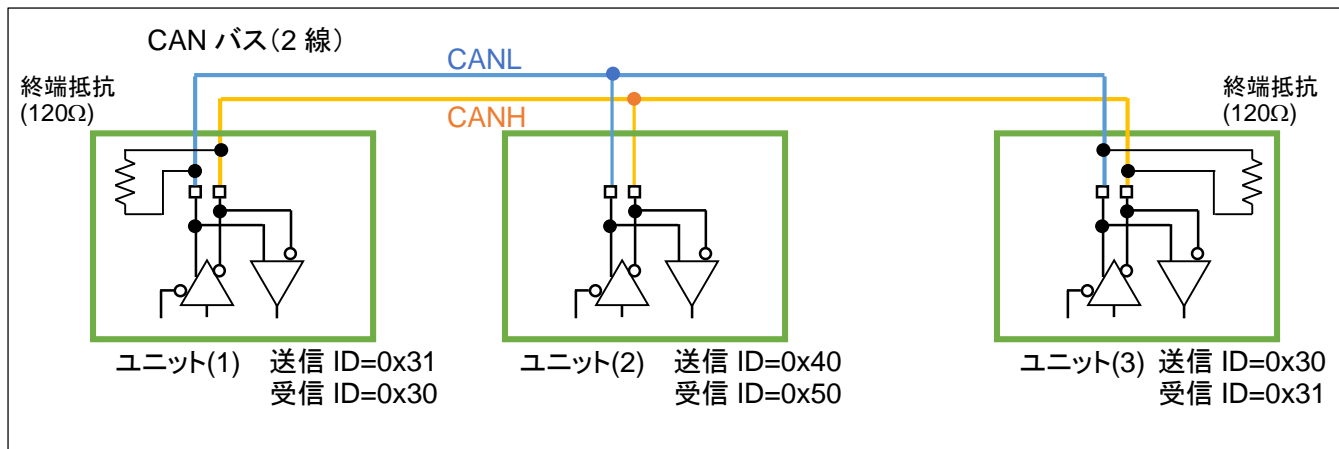 CAN バス(2 線)
CANL
終端抵抗
(120Ω)
終端抵抗
(120Ω)
CANH
ユニット(1) 送信 ID=0x31
受信 ID=0x30
ユニット(2) 送信 ID=0x40
受信 ID=0x50
ユニット(3) 送信 ID=0x30
受信 ID=0x31